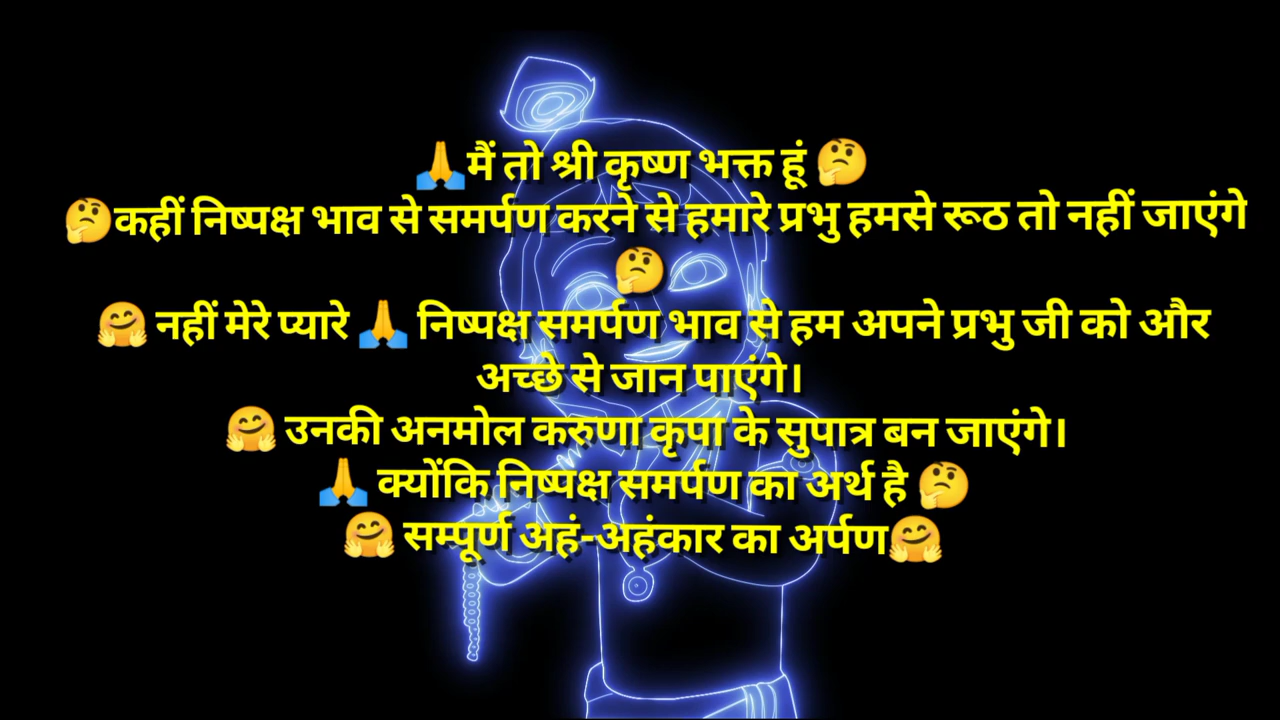 🙏मैं तो श्री कृष्ण भक्त हूं 🤔
🤔कहीं निष्पक्ष भाव से समर्पण करने से हमारे प्रभु हमसे रूठ तो नहीं जाएंगे
🤔
🤗 नहीं मेरे प्यारे 🙏 निष्पक्ष समर्पण भाव से हम अपने प्रभु जी को और
अच्छे से जान पाएंगे।
🤗 उनकी अनमोल करुणा कृपा के सुपात्र बन जाएंगे।
🙏 क्योंकि निष्पक्ष समर्पण का अर्थ है 🤔
🤗 सम्पूर्ण अहं-अहंकार का अर्पण🤗